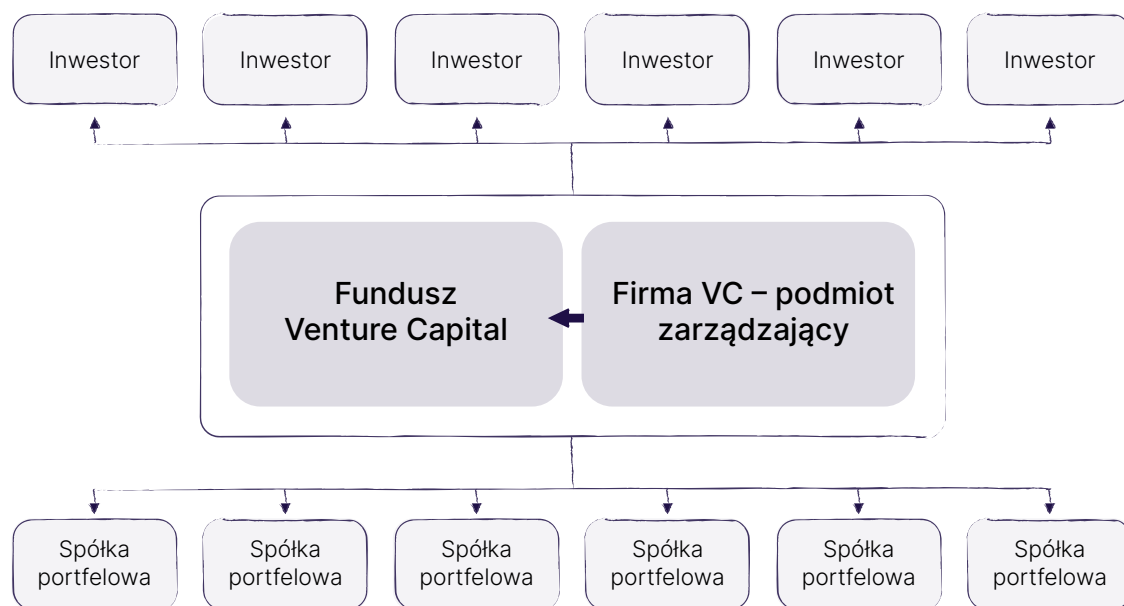 Inwestor
Inwestor
Inwestor
Inwestor
Inwestor
Inwestor
Fundusz
Venture Capital
Firma VC – podmiot
zarządzający
Spółka
portfelowa
Spółka
portfelowa
Spółka
portfelowa
Spółka
portfelowa
Spółka
portfelowa
Spółka
portfelowa